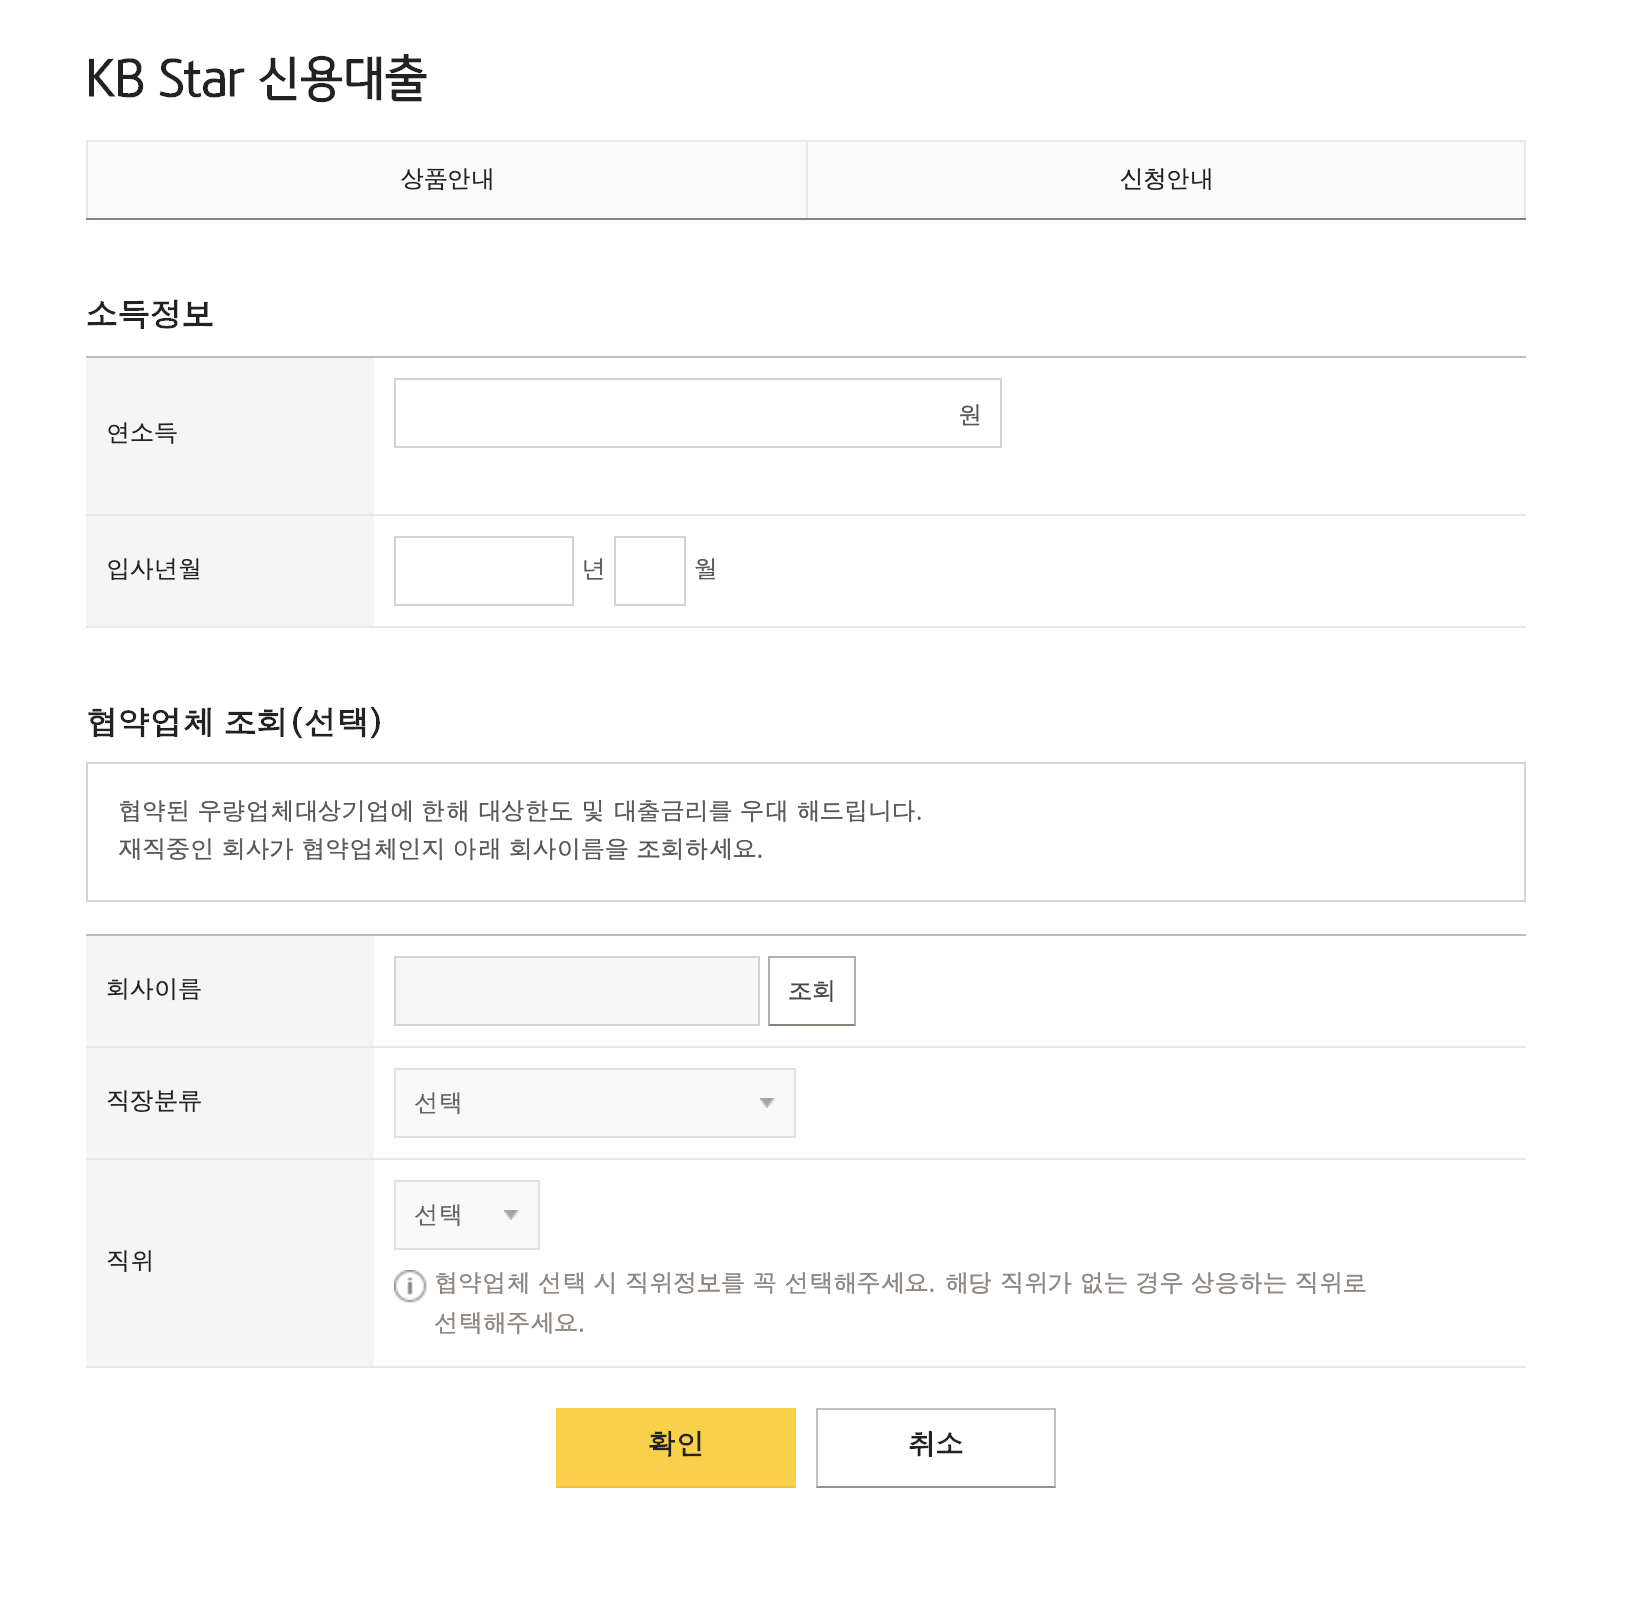 KB Star 신용대출
상품안내
신청안내
소득정보
연소득
원
입사년월
년
월
협약업체 조회(선택)
협약된 우량업체대상기업에 한해 대상한도 및 대출금리를 우대 해드립니다.
재직중인 회사가 협약업체인지 아래 회사이름을 조회하세요.
회사이름
조회
직장분류
선택
직위
선택
협약업체 선택 시 직위정보를 꼭 선택해주세요. 해당 직위가 없는 경우 상응하는 직위로
선택해주세요.
확인
취소